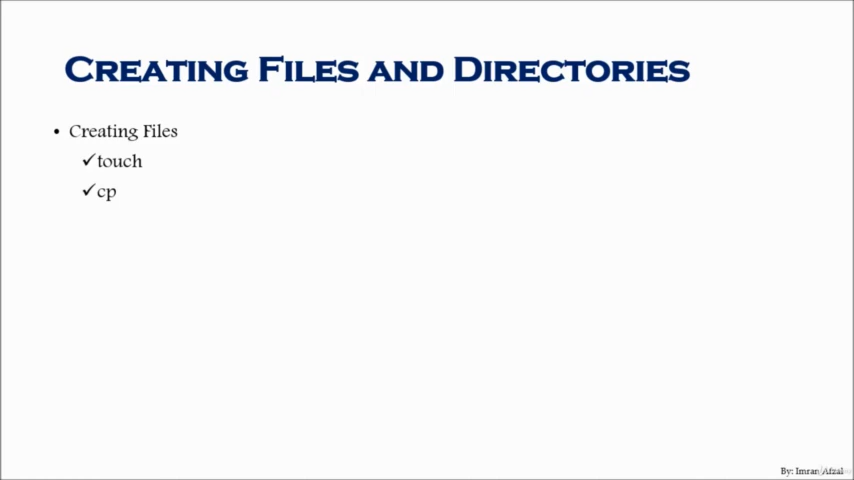 Creating Files and Directories
• Creating Files
✓touch
✓cp
By: Imran Afzal